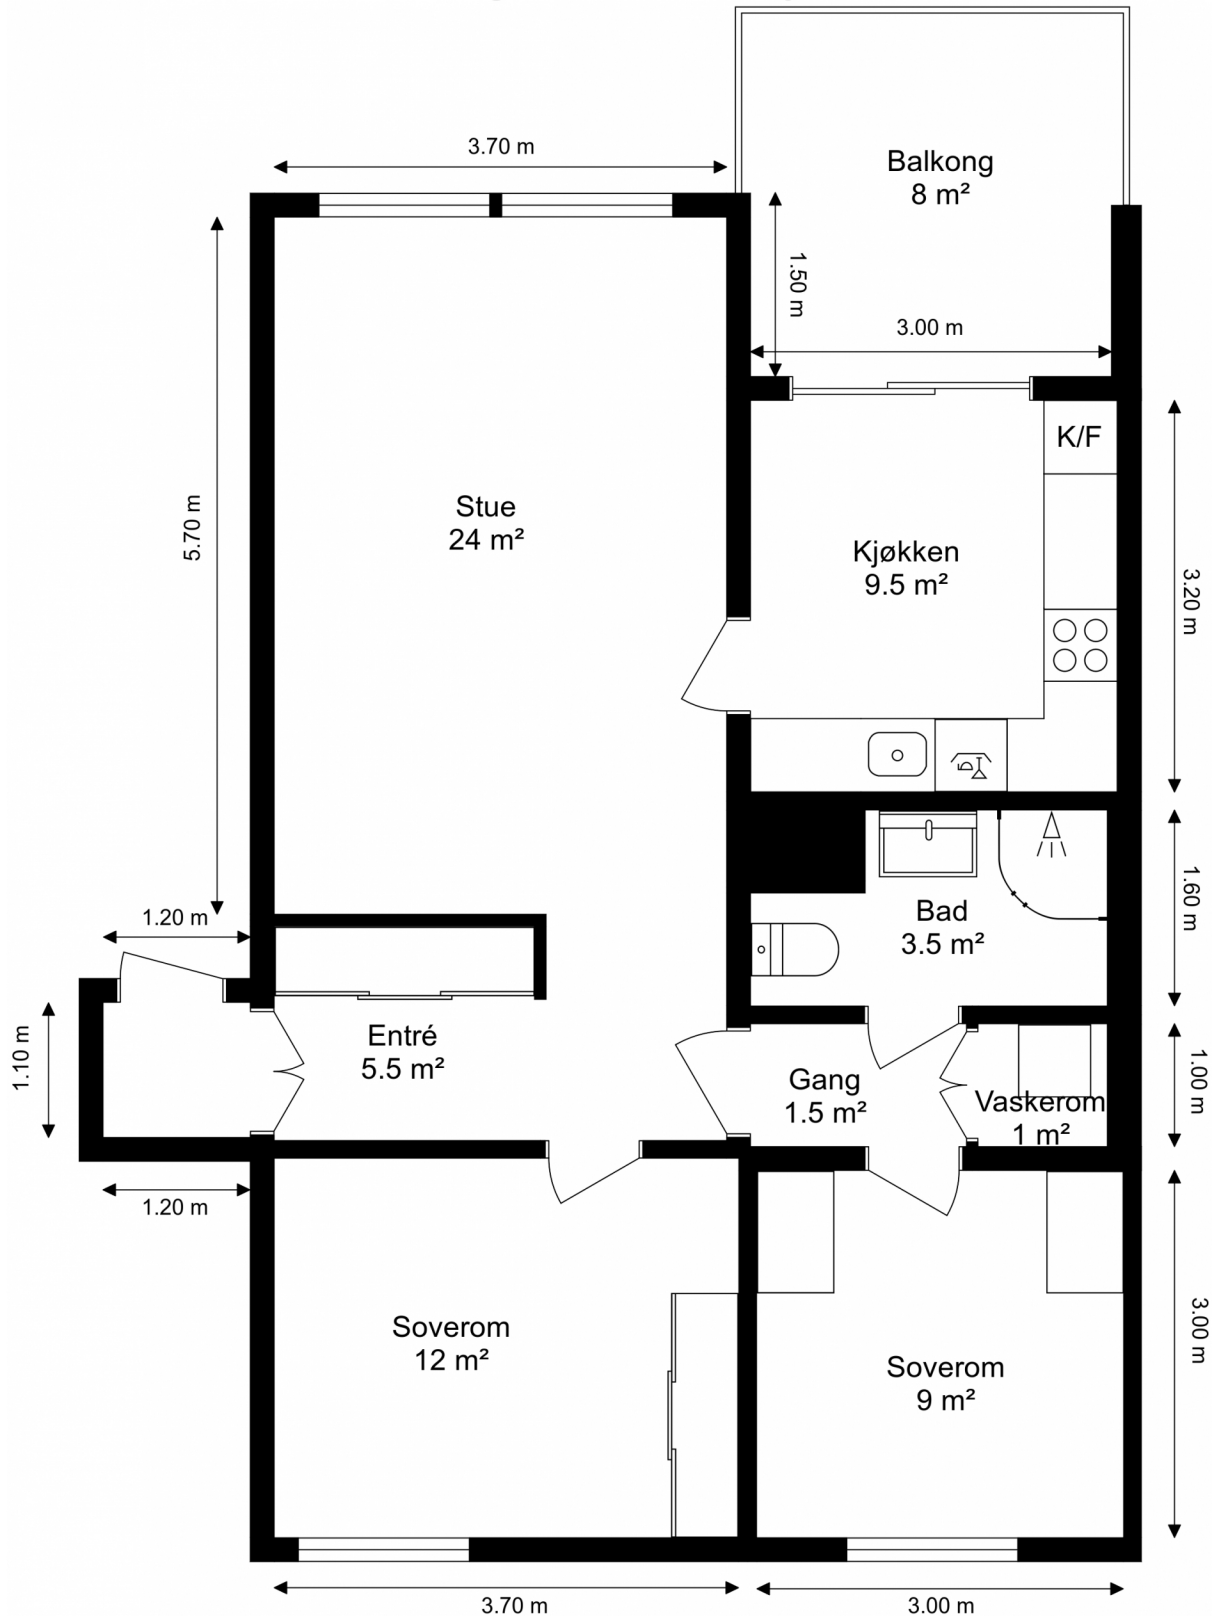 3.70 m
Balkong
8 m²
1.50 m
3.00 m
K/F
5.70 m
Stue
24 m²
Kjøkken
9.5 m²
3.20 m
1.20 m
Bad
3.5 m²
1.60 m
1.10 m
Entré
5.5 m²
Gang
1.5 m²
Vaskerom
1 m²
1.00 m
1.20 m
Soverom
12 m²
Soverom
9 m²
3.00 m
3.70 m
3.00 m